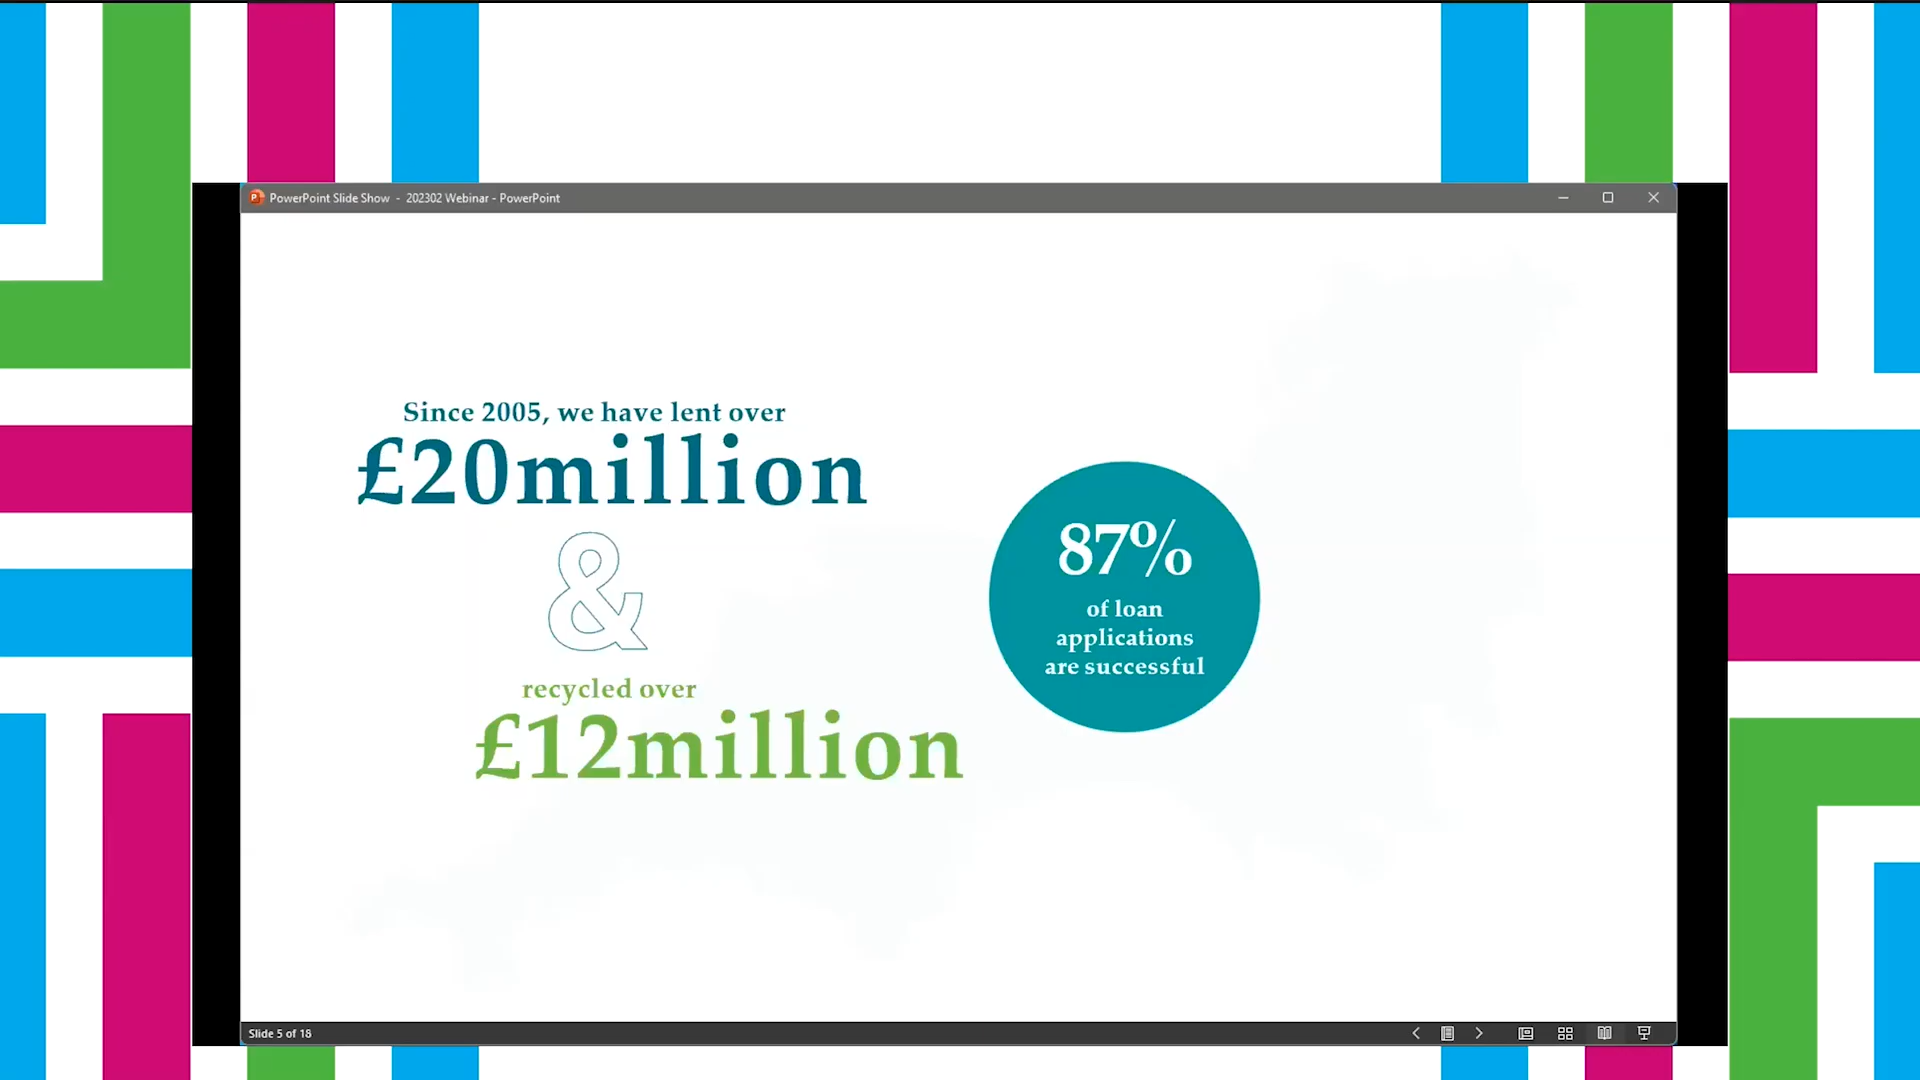 PowerPoint Slide Show - 202302 Webinar - PowerPoint
Since 2005, we have lent over
£20million
&
recycled over
£12million
87%
of loan
applications
are successful
Slide 5 of 18